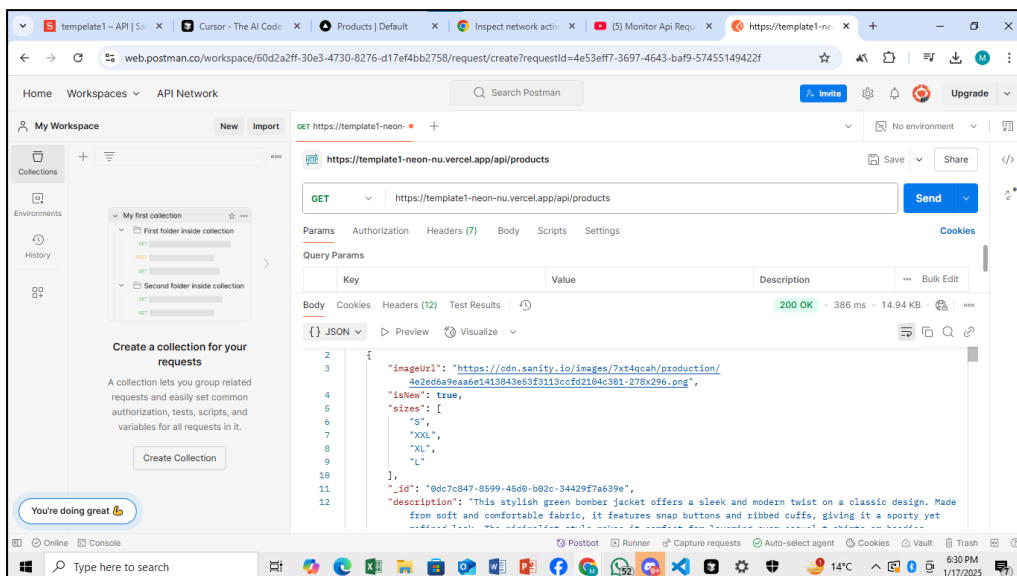 tempelate1 – API | Sa
Cursor - The AI Code
Products | Default
Inspect network activ
(5) Monitor Api Requ
https://template1-ne
web.postman.co/workspace/60d2a2ff-30e3-4730-8276-d17ef4bb2758/request/create?requestId=4e53eff7-3697-4643-baf9-57455149422f
M
Home Workspaces API Network
Search Postman
Invite
Upgrade
My Workspace New Import
GET https://template1-neon-
No environment
Collections
Environments
History
HTTP https://template1-neon-nu.vercel.app/api/products
Save Share
GET https://template1-neon-nu.vercel.app/api/products
Send
Params Authorization Headers (7) Body Scripts Settings
Cookies
Query Params
Key Value Description Bulk Edit
Body Cookies Headers (12) Test Results
200 OK 386 ms 14.94 KB
{} JSON Preview Visualize
2 {
3 "imageUrl": "https://cdn.sanity.io/images/7xt4qcah/production/
4e2ed6a9eaa6e1413843e53f3113ccfd2104c301-278x296.png",
4 "isNew": true,
5 "sizes": [
6 "S",
7 "XXL",
8 "XL",
9 "L"
10 ],
11 "_id": "0dc7c847-8599-45d0-b02c-34429f7a639e",
12 "description": "This stylish green bomber jacket offers a sleek and modern twist on a classic design. Made
from soft and comfortable fabric, it features snap buttons and ribbed cuffs, giving it a sporty yet
My first collection
First folder inside collection
GET
GET
Second folder inside collection
GET
GET
Create a collection for your
requests
A collection lets you group related
requests and easily set common
authorization, tests, scripts, and
variables for all requests in it.
Create Collection
You're doing great
Online Console
Postbot Runner Capture requests Auto-select agent Cookies Vault Trash
Type here to search
52
14°C
6:30 PM
1/17/2025
7